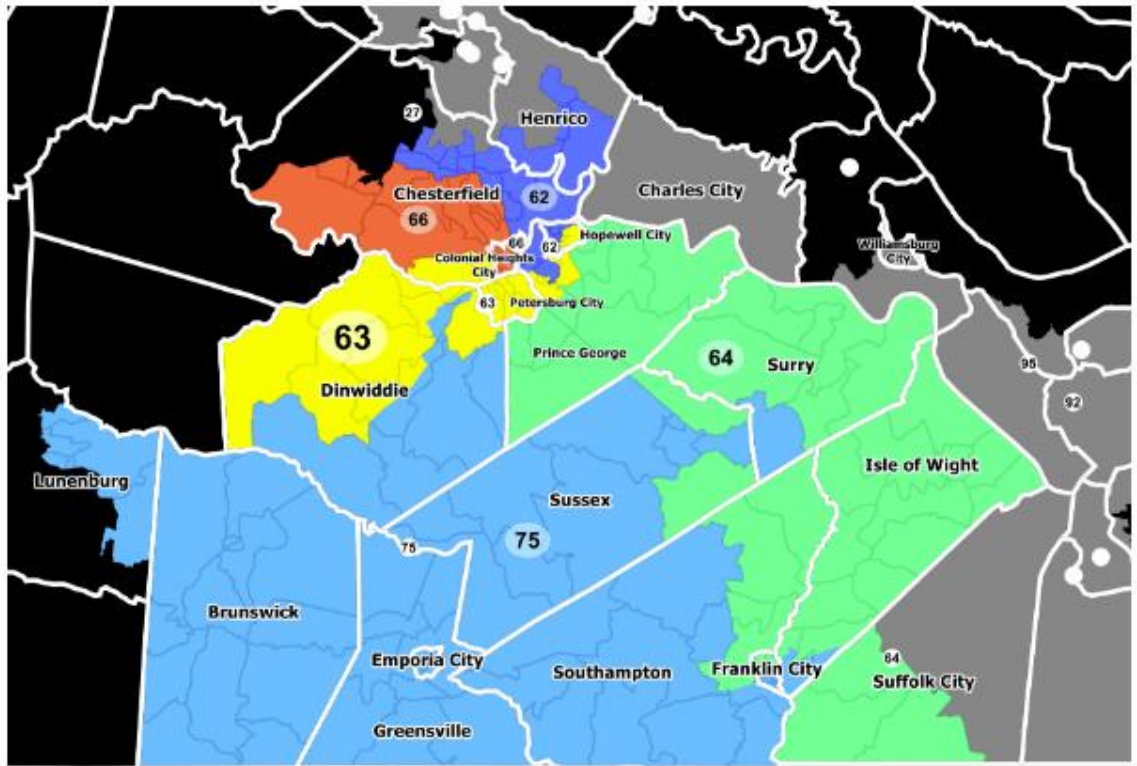 27
Henrico
Chesterfield
62
Charles City
66
66
62
Hopewell City
Williamsburg
City
Colonial Heights
City
63
Petersburg City
63
Prince George
64
Surry
95
Dinwiddie
92
Isle of Wight
Lunenburg
Sussex
75
75
Brunswick
Emporia City
Southampton
Franklin City
64
Suffolk City
Greensville